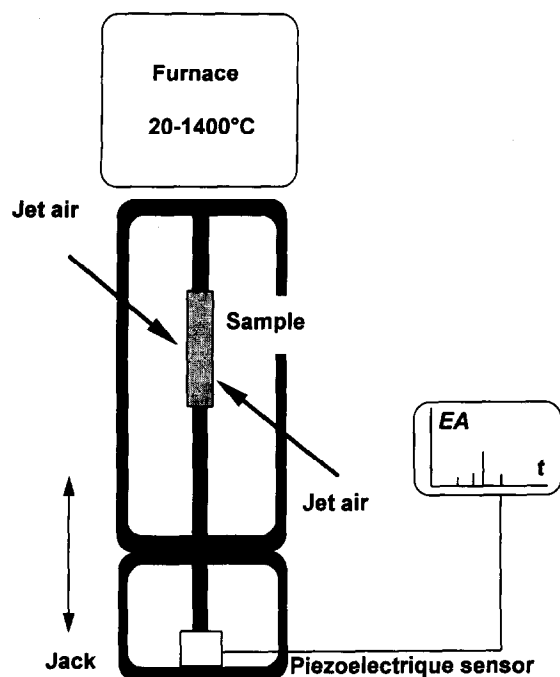 Furnace
20-1400°C
Jet air
Sample
EA
t
Jet air
Jack
Piezoelectrique sensor